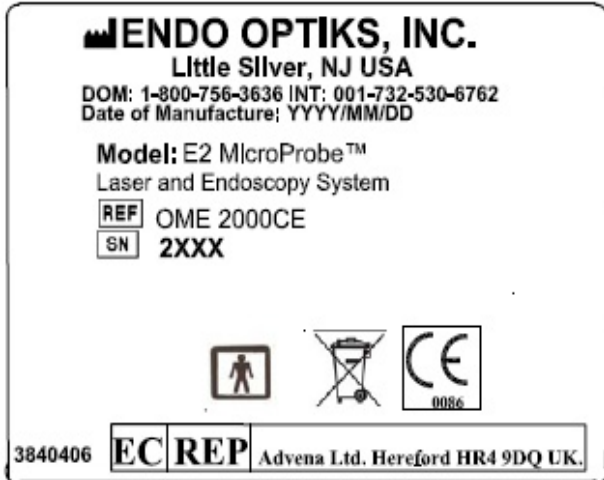 ENDO OPTIKS, INC.
Little Silver, NJ USA
DOM: 1-800-756-3636 INT: 001-732-530-6762
Date of Manufacture: YYYY/MM/DD
Model: E2 MicroProbe™
Laser and Endoscopy System
REF OME 2000CE
SN 2XXX
CE
0086
3840406 EC REP Advena Ltd. Hereford HR4 9DQ UK.